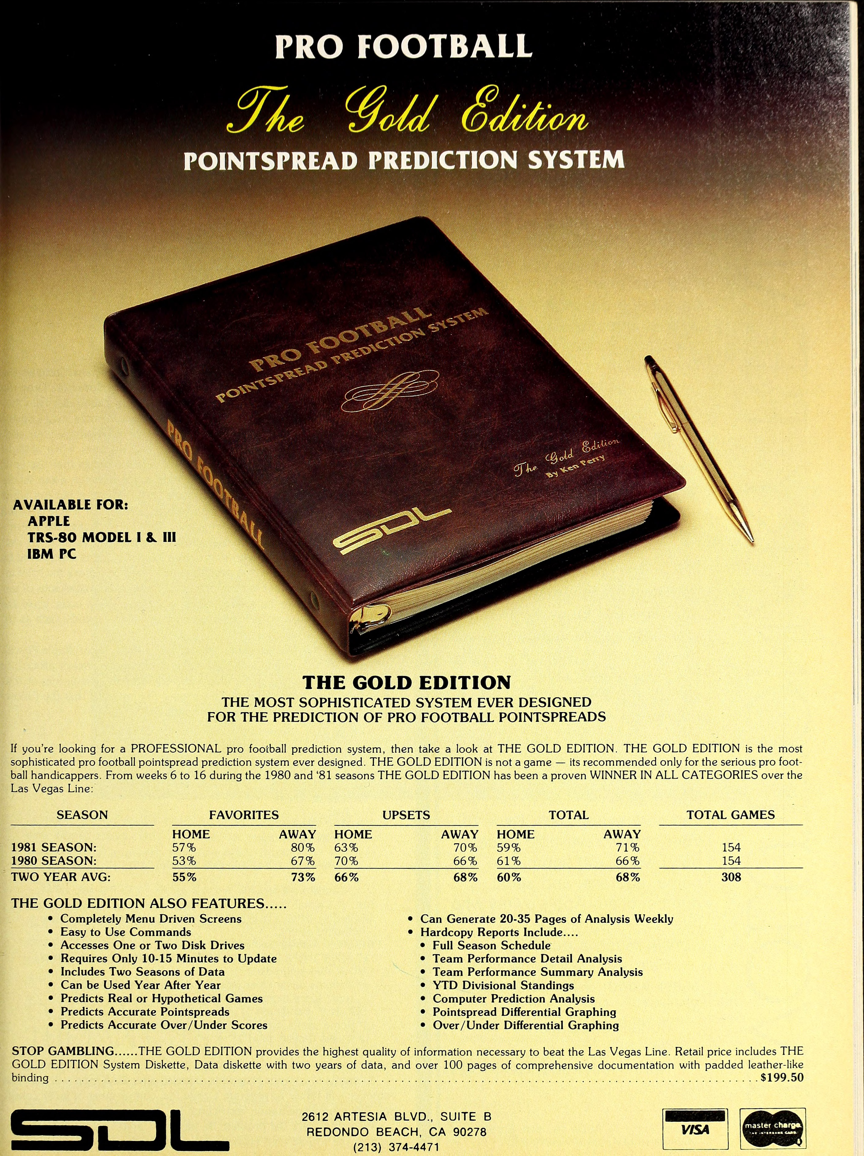 PRO FOOTBALL
The Gold Edition
POINTSPREAD PREDICTION SYSTEM
PRO FOOTBALL
POINTSPREAD PREDICTION SYSTEM
The Gold Edition
By Ken Perry
SDL
PRO FOOTBALL
AVAILABLE FOR:
APPLE
TRS-80 MODEL I & III
IBM PC
THE GOLD EDITION
THE MOST SOPHISTICATED SYSTEM EVER DESIGNED
FOR THE PREDICTION OF PRO FOOTBALL POINTSPREADS
If you're looking for a PROFESSIONAL pro football prediction system, then take a look at THE GOLD EDITION. THE GOLD EDITION is the most
sophisticated pro football pointspread prediction system ever designed. THE GOLD EDITION is not a game — its recommended only for the serious pro foot-
ball handicappers. From weeks 6 to 16 during the 1980 and '81 seasons THE GOLD EDITION has been a proven WINNER IN ALL CATEGORIES over the
Las Vegas Line:
SEASON FAVORITES UPSETS TOTAL TOTAL GAMES
HOME AWAY HOME AWAY HOME AWAY
1981 SEASON: 57% 80% 63% 70% 59% 71% 154
1980 SEASON: 53% 67% 70% 66% 61% 66% 154
TWO YEAR AVG: 55% 73% 66% 68% 60% 68% 308
THE GOLD EDITION ALSO FEATURES.....
• Completely Menu Driven Screens
• Easy to Use Commands
• Accesses One or Two Disk Drives
• Requires Only 10-15 Minutes to Update
• Includes Two Seasons of Data
• Can be Used Year After Year
• Predicts Real or Hypothetical Games
• Predicts Accurate Pointspreads
• Predicts Accurate Over/Under Scores
• Can Generate 20-35 Pages of Analysis Weekly
• Hardcopy Reports Include....
• Full Season Schedule
• Team Performance Detail Analysis
• Team Performance Summary Analysis
• YTD Divisional Standings
• Computer Prediction Analysis
• Pointspread Differential Graphing
• Over/Under Differential Graphing
STOP GAMBLING......THE GOLD EDITION provides the highest quality of information necessary to beat the Las Vegas Line. Retail price includes THE
GOLD EDITION System Diskette, Data diskette with two years of data, and over 100 pages of comprehensive documentation with padded leather-like
binding ........................ $199.50
SDL
2612 ARTESIA BLVD., SUITE B
REDONDO BEACH, CA 90278
(213) 374-4471
VISA
master charge
THE INTERBANK CARD